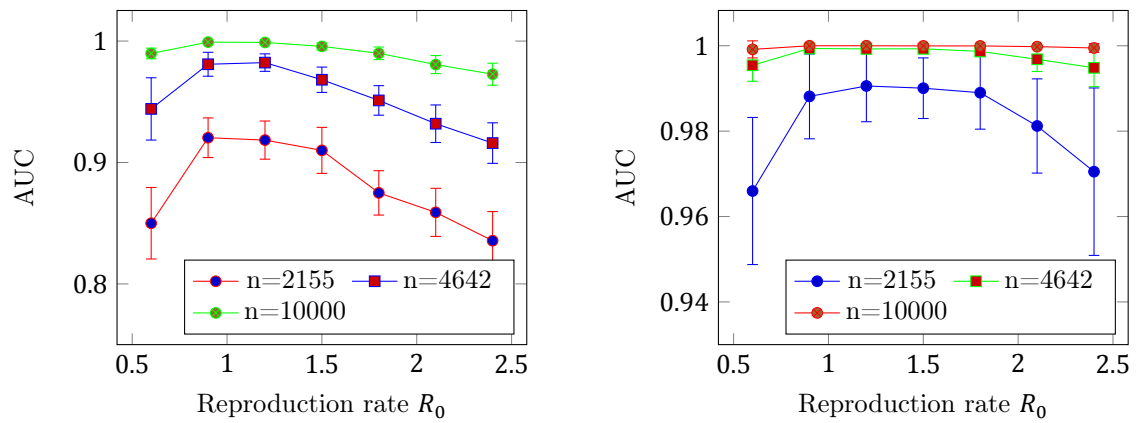 1
0.9
0.8
AUC
n=2155 n=4642
n=10000
0.5 1 1.5 2 2.5
Reproduction rate R₀
1
0.98
0.96
0.94
AUC
n=2155 n=4642
n=10000
0.5 1 1.5 2 2.5
Reproduction rate R₀